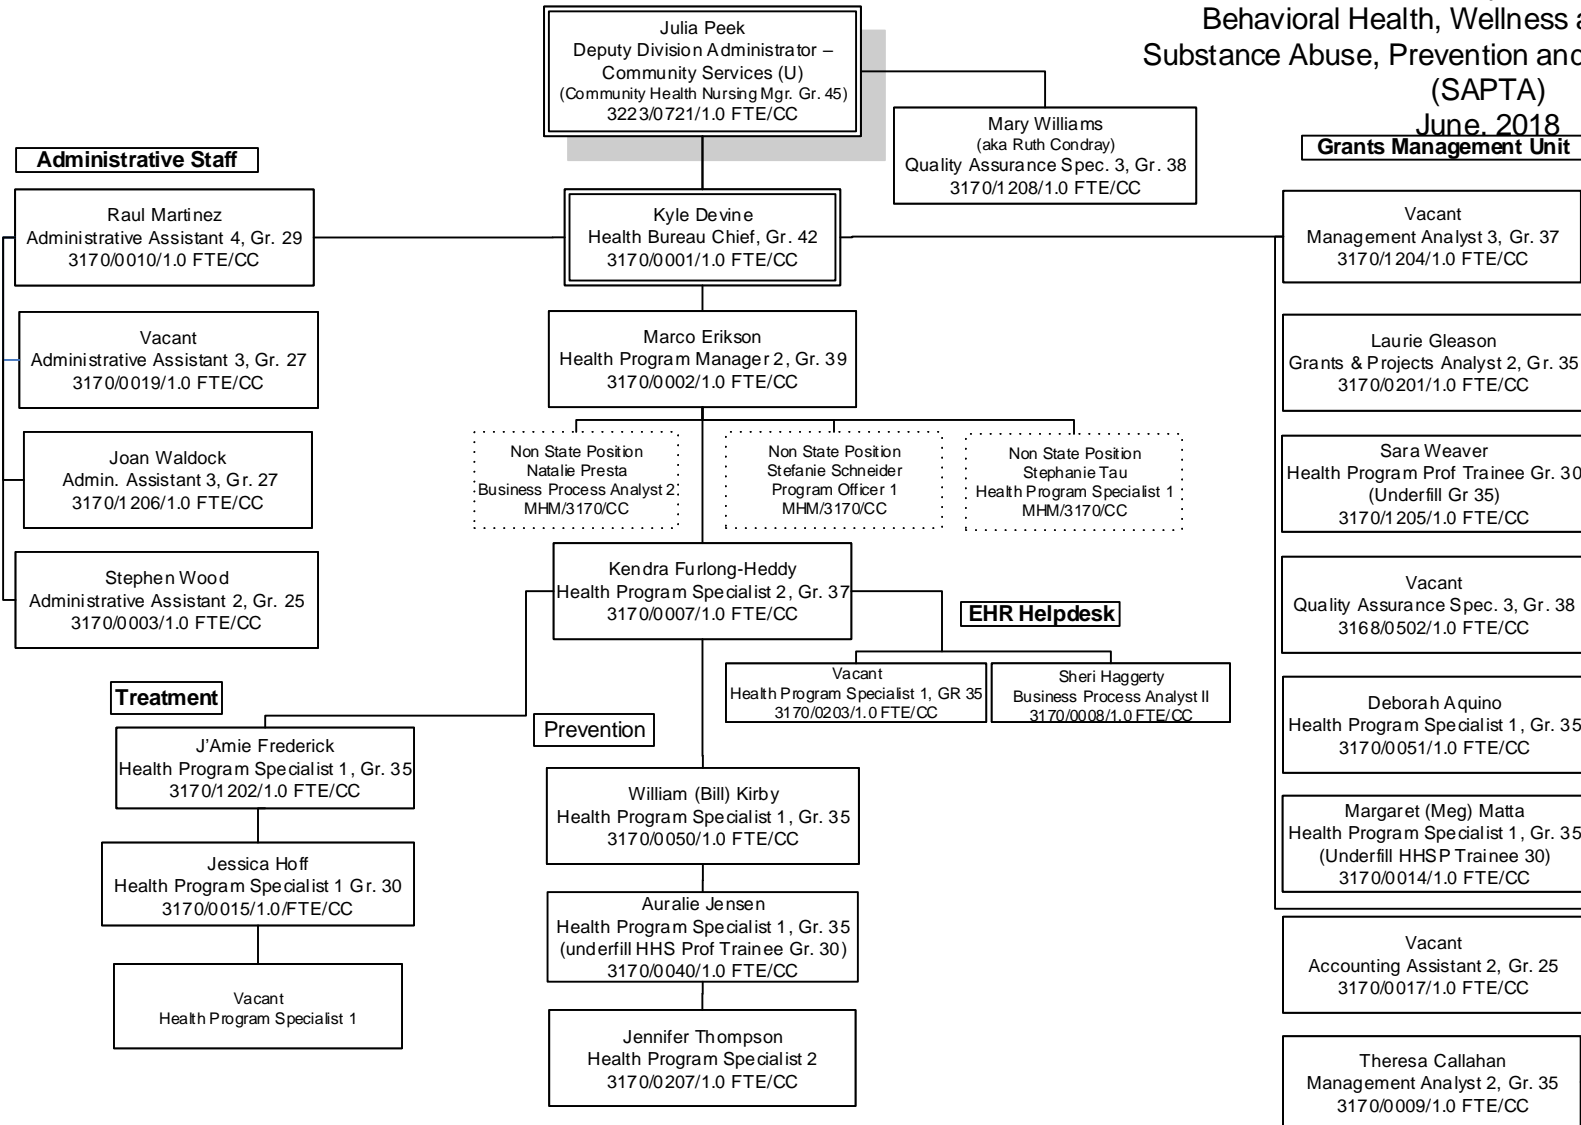 Behavioral Health, Wellness
Substance Abuse, Prevention and
(SAPTA)
June, 2018
Julia Peek
Deputy Division Administrator –
Community Services (U)
(Community Health Nursing Mgr. Gr. 45)
3223/0721/1.0 FTE/CC
Mary Williams
(aka Ruth Condray)
Quality Assurance Spec. 3, Gr. 38
3170/1208/1.0 FTE/CC
Kyle Devine
Health Bureau Chief, Gr. 42
3170/0001/1.0 FTE/CC
Administrative Staff
Raul Martinez
Administrative Assistant 4, Gr. 29
3170/0010/1.0 FTE/CC
Vacant
Administrative Assistant 3, Gr. 27
3170/0019/1.0 FTE/CC
Joan Waldock
Admin. Assistant 3, Gr. 27
3170/1206/1.0 FTE/CC
Stephen Wood
Administrative Assistant 2, Gr. 25
3170/0003/1.0 FTE/CC
Marco Erikson
Health Program Manager 2, Gr. 39
3170/0002/1.0 FTE/CC
Non State Position
Natalie Presta
Business Process Analyst 2
MHM/3170/CC
Non State Position
Stefanie Schneider
Program Officer 1
MHM/3170/CC
Non State Position
Stephanie Tau
Health Program Specialist 1
MHM/3170/CC
Kendra Furlong-Heddy
Health Program Specialist 2, Gr. 37
3170/0007/1.0 FTE/CC
EHR Helpdesk
Vacant
Health Program Specialist 1, GR 35
3170/0203/1.0 FTE/CC
Sheri Haggerty
Business Process Analyst II
3170/0008/1.0 FTE/CC
Treatment
J'Amie Frederick
Health Program Specialist 1, Gr. 35
3170/1202/1.0 FTE/CC
Jessica Hoff
Health Program Specialist 1 Gr. 30
3170/0015/1.0/FTE/CC
Vacant
Health Program Specialist 1
Prevention
William (Bill) Kirby
Health Program Specialist 1, Gr. 35
3170/0050/1.0 FTE/CC
Auralie Jensen
Health Program Specialist 1, Gr. 35
(underfill HHS Prof Trainee Gr. 30)
3170/0040/1.0 FTE/CC
Jennifer Thompson
Health Program Specialist 2
3170/0207/1.0 FTE/CC
Grants Management Unit
Vacant
Management Analyst 3, Gr. 37
3170/1204/1.0 FTE/CC
Laurie Gleason
Grants & Projects Analyst 2, Gr. 35
3170/0201/1.0 FTE/CC
Sara Weaver
Health Program Prof Trainee Gr. 30
(Underfill Gr 35)
3170/1205/1.0 FTE/CC
Vacant
Quality Assurance Spec. 3, Gr. 38
3168/0502/1.0 FTE/CC
Deborah Aquino
Health Program Specialist 1, Gr. 35
3170/0051/1.0 FTE/CC
Margaret (Meg) Matta
Health Program Specialist 1, Gr. 35
(Underfill HHSP Trainee 30)
3170/0014/1.0 FTE/CC
Vacant
Accounting Assistant 2, Gr. 25
3170/0017/1.0 FTE/CC
Theresa Callahan
Management Analyst 2, Gr. 35
3170/0009/1.0 FTE/CC